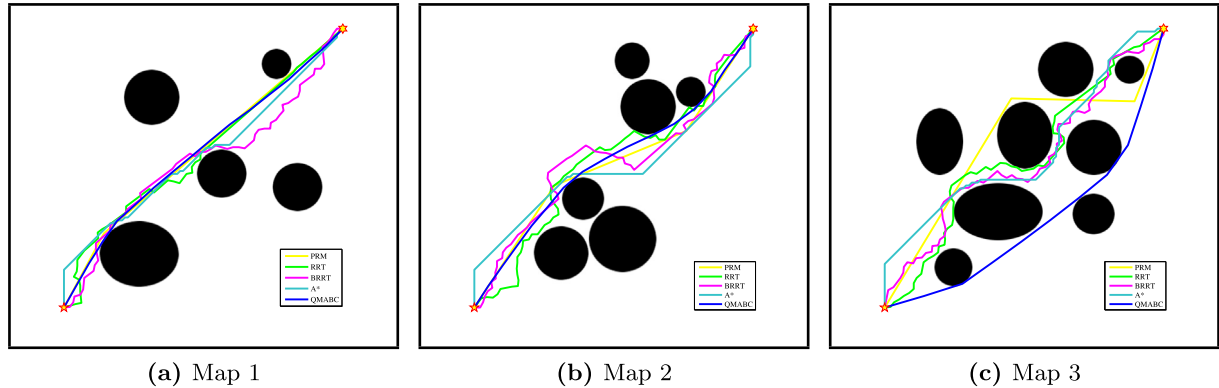 PRM
RRT
BRRT
A*
QMABC
(a) Map 1
PRM
RRT
BRRT
A*
QMABC
(b) Map 2
PRM
RRT
BRRT
A*
QMABC
(c) Map 3